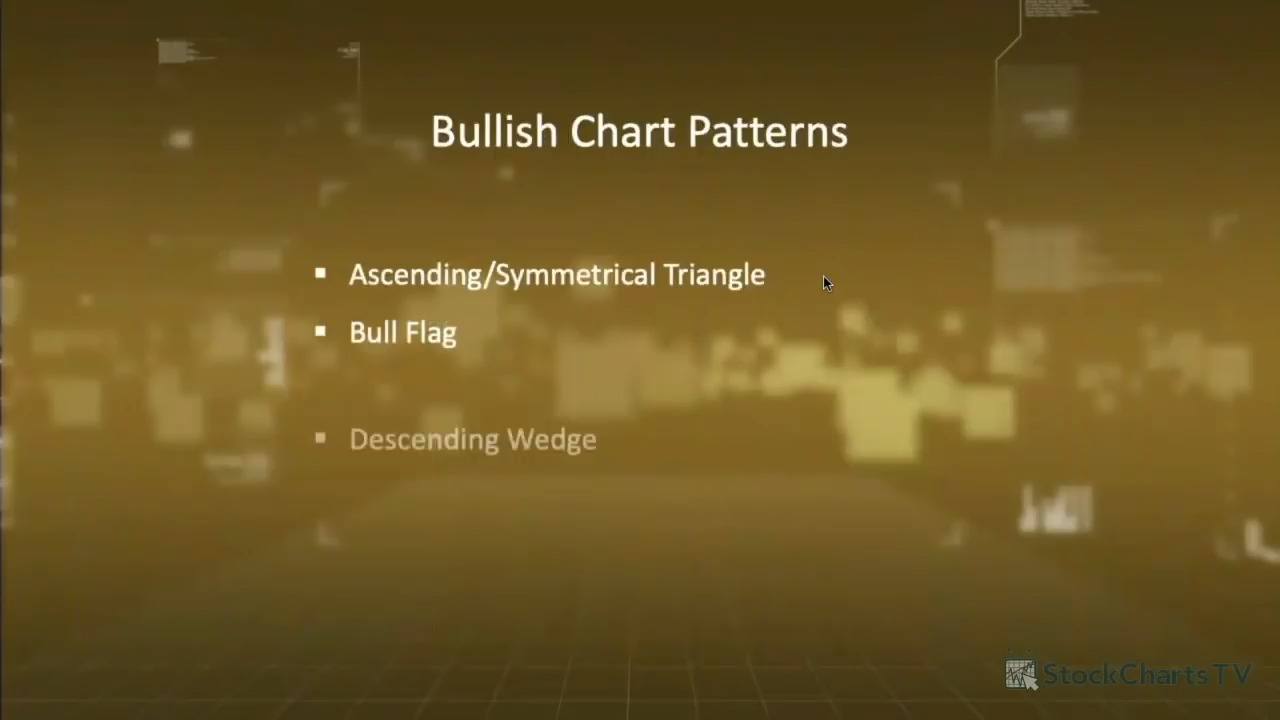 Bullish Chart Patterns
▪ Ascending/Symmetrical Triangle
▪ Bull Flag
▪ Descending Wedge
StockChartsTV